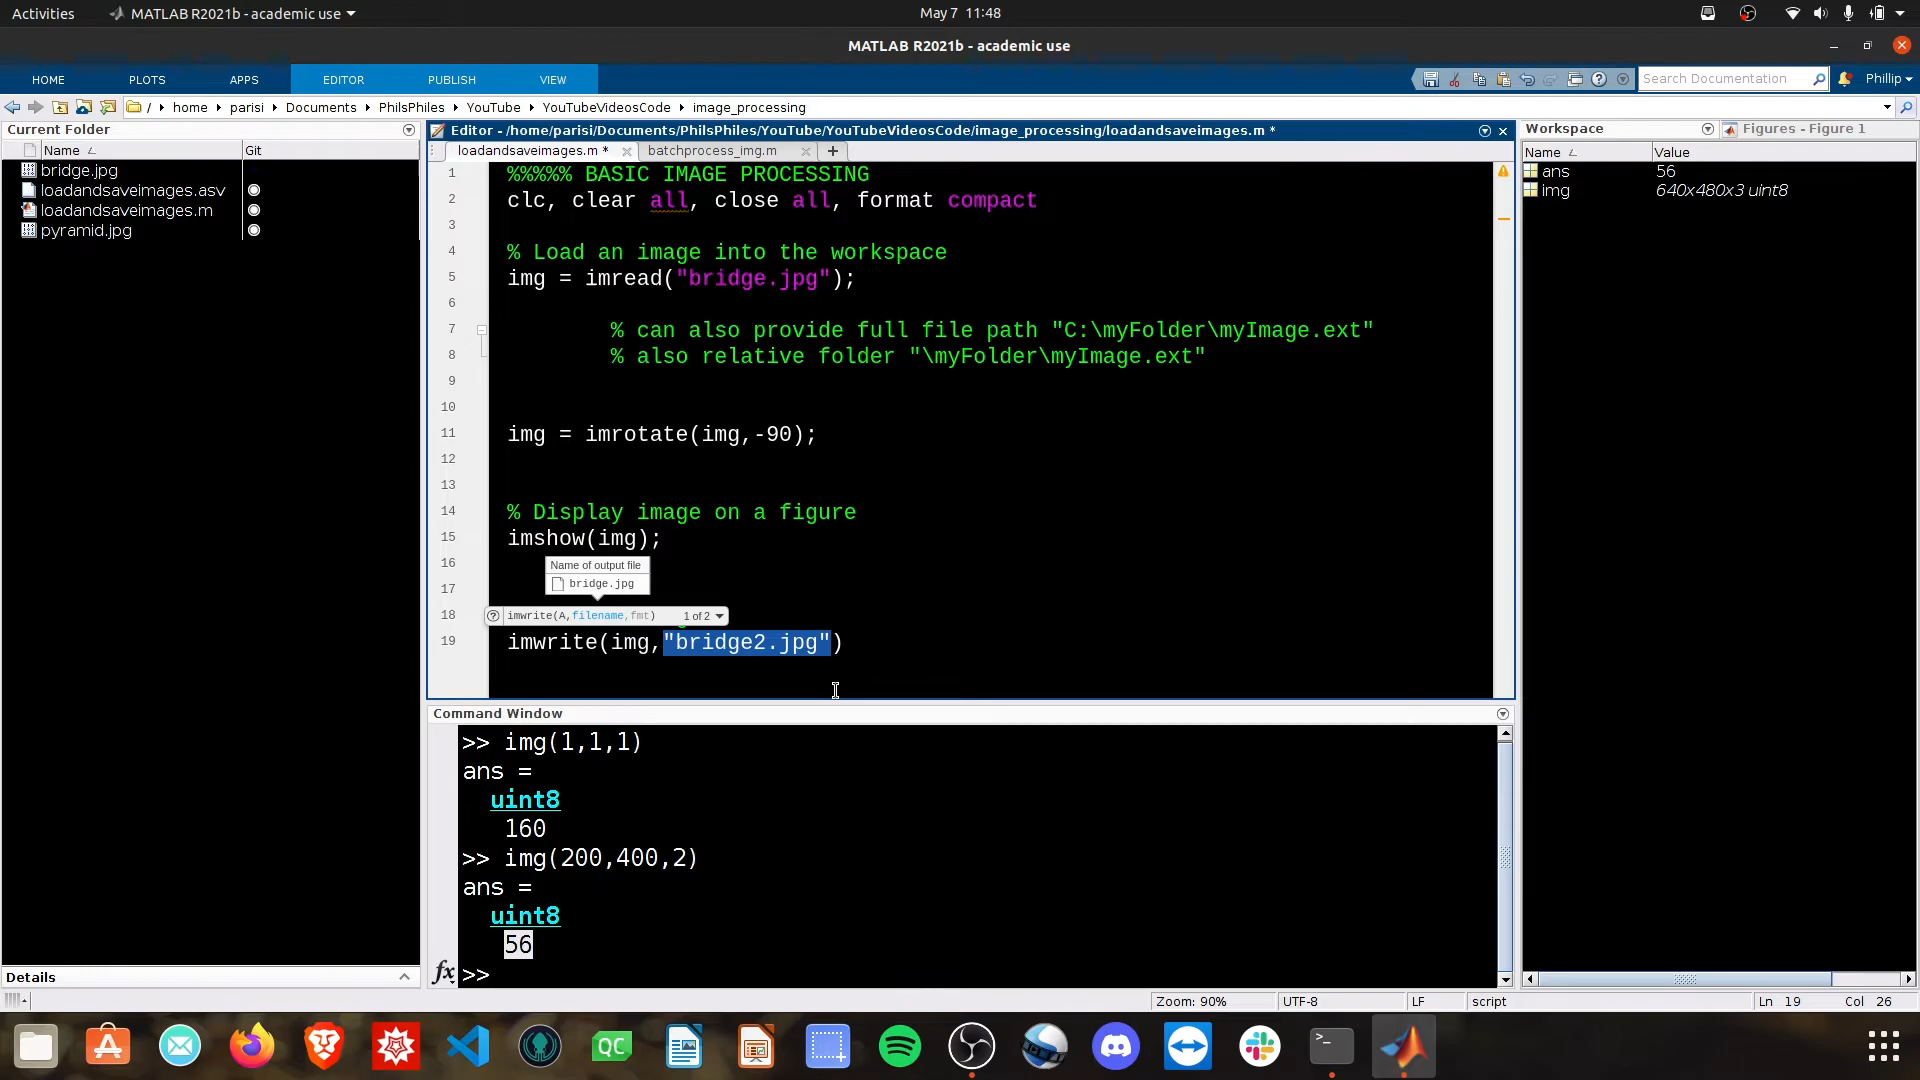 Activities
MATLAB R2021b - academic use
May 7 11:48
MATLAB R2021b - academic use
HOME
PLOTS
APPS
EDITOR
PUBLISH
VIEW
Search Documentation
Phillip
/ home parisi Documents PhilsPhiles YouTube YouTubeVideosCode image_processing
Current Folder
Name
Git
bridge.jpg
loadandsaveimages.asv
loadandsaveimages.m
pyramid.jpg
Details
Editor - /home/parisi/Documents/PhilsPhiles/YouTube/YouTubeVideosCode/image_processing/loadandsaveimages.m *
loadandsaveimages.m *
batchprocess_img.m
1 %%%%% BASIC IMAGE PROCESSING
2 clc, clear all, close all, format compact
3
4 % Load an image into the workspace
5 img = imread("bridge.jpg");
6
7 % can also provide full file path "C:\myFolder\myImage.ext"
8 % also relative folder "\myFolder\myImage.ext"
9
10
11 img = imrotate(img,-90);
12
13
14 % Display image on a figure
15 imshow(img);
16
Name of output file
bridge.jpg
17
18
imwrite(A,filename,fmt) 1 of 2
19 imwrite(img,"bridge2.jpg")
Command Window
>> img(1,1,1)
ans =
uint8
160
>> img(200,400,2)
ans =
uint8
56
fx >>
Workspace
Figures - Figure 1
Name
Value
ans 56
img 640x480x3 uint8
Zoom: 90%
UTF-8
LF
script
Ln 19
Col 26
QC
>_